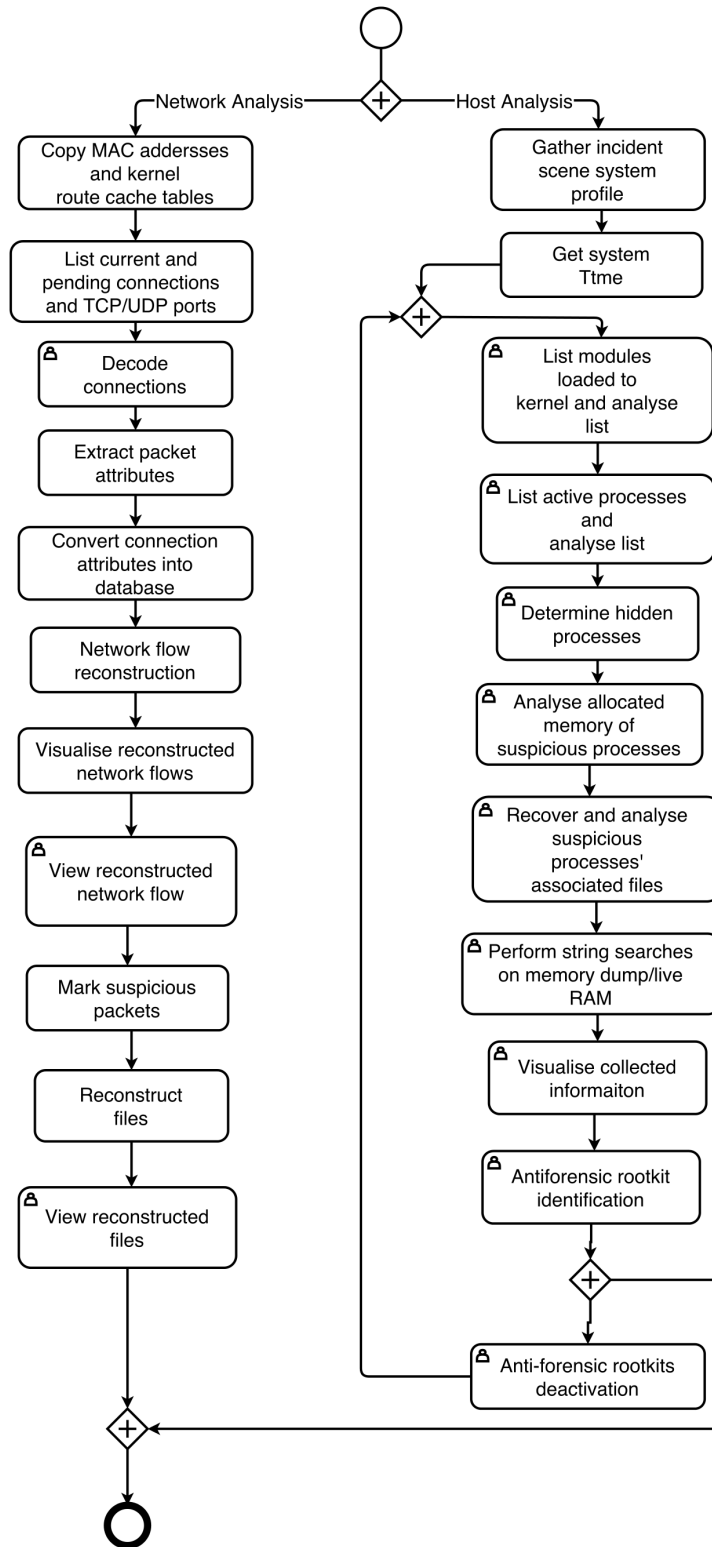 Network Analysis
Host Analysis
Copy MAC addersses
and kernel
route cache tables
List current and
pending connections
and TCP/UDP ports
Decode
connections
Extract packet
attributes
Convert connection
attributes into
database
Network flow
reconstruction
Visualise reconstructed
network flows
View reconstructed
network flow
Mark suspicious
packets
Reconstruct
files
View reconstructed
files
Gather incident
scene system
profile
Get system
Ttme
List modules
loaded to
kernel and analyse
list
List active processes
and
analyse list
Determine hidden
processes
Analyse allocated
memory of
suspicious processes
Recover and analyse
suspicious
processes'
associated files
Perform string searches
on memory dump/live
RAM
Visualise collected
informaiton
Antiforensic rootkit
identification
Anti-forensic rootkits
deactivation